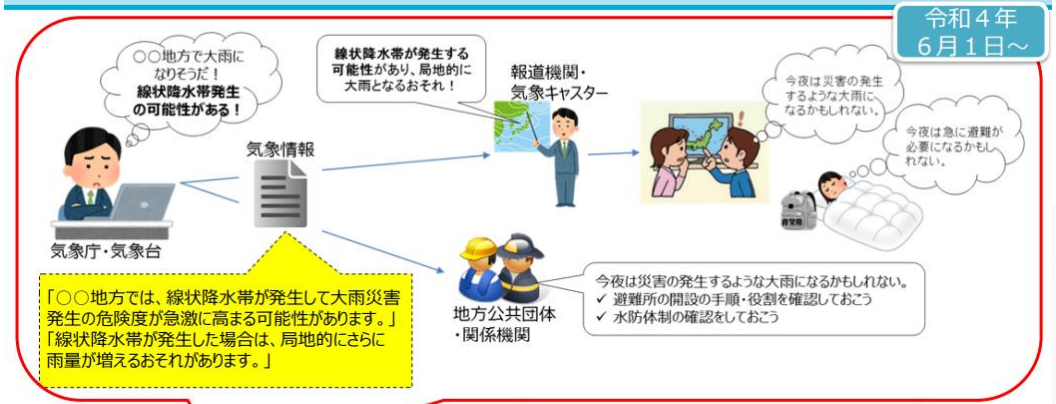 令和４年
６月１日～
○○地方で大雨に
なりそうだ！
線状降水帯発生
の可能性がある！
気象庁・気象台
気象情報
線状降水帯が発生する
可能性があり、局地的に
大雨となるおそれ！
報道機関・
気象キャスター
今夜は災害の発生
するような大雨に
なるかもしれない。
今夜は急に避難が
必要になるかもし
れない。
非常袋
「○○地方では、線状降水帯が発生して大雨災害
発生の危険度が急激に高まる可能性があります。」
「線状降水帯が発生した場合は、局地的にさらに
雨量が増えるおそれがあります。」
地方公共団体
・関係機関
今夜は災害の発生するような大雨になるかもしれない。
✓ 避難所の開設の手順・役割を確認しておこう
✓ 水防体制の確認をしておこう